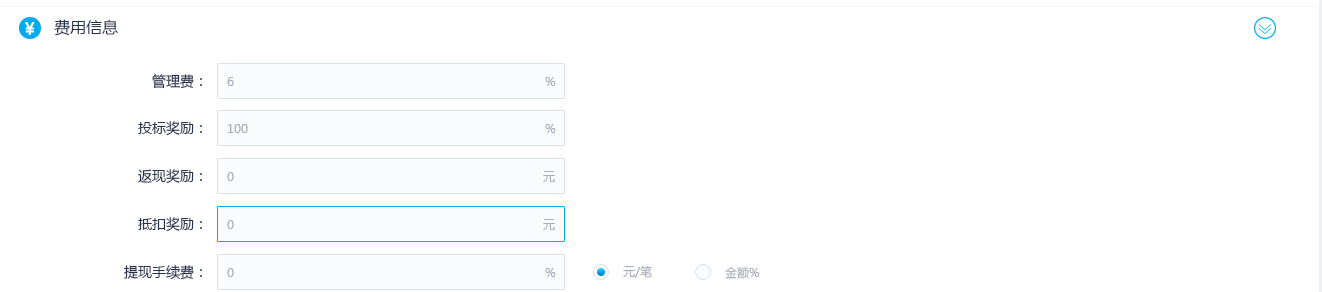 ¥ 费用信息
管理费： 6 %
投标奖励： 100 %
返现奖励： 0 元
抵扣奖励： 0 元
提现手续费： 0 % 元/笔 金额%